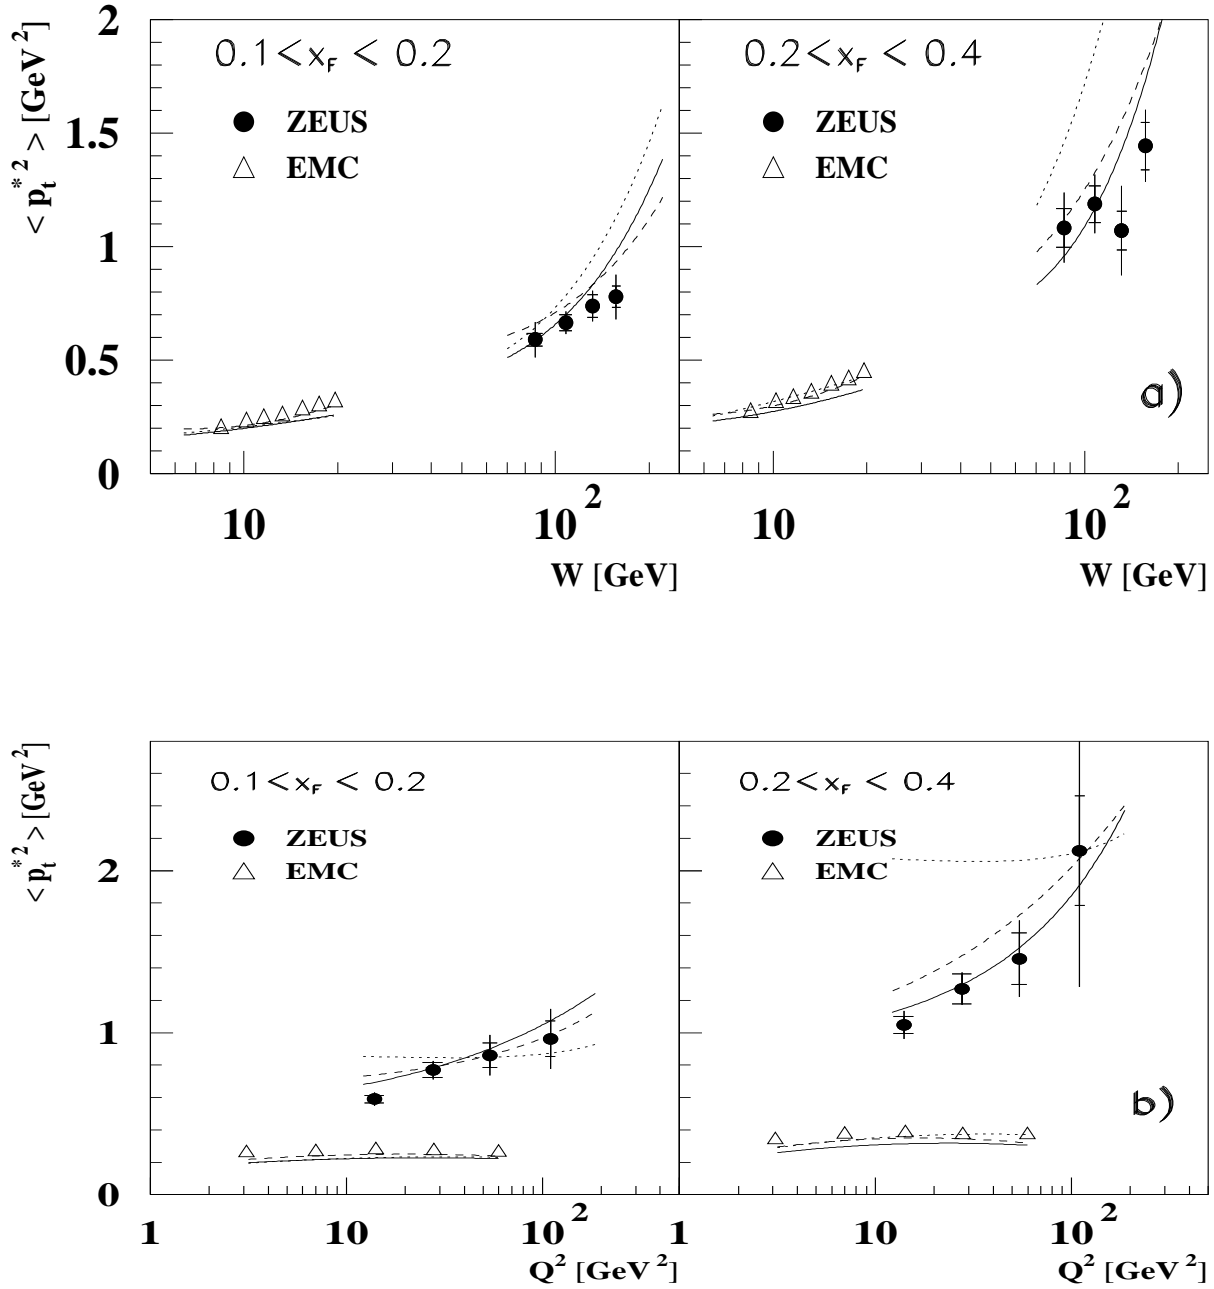 < p_t^{* 2} > [GeV^2]
0.1<x_F < 0.2
ZEUS
EMC
0.2<x_F < 0.4
ZEUS
EMC
a)
2
1.5
1
0.5
0
10
10^2
10
10^2
W [GeV]
W [GeV]
< p_t^{* 2} > [GeV^2]
0.1<x_F < 0.2
ZEUS
EMC
0.2<x_F < 0.4
ZEUS
EMC
b)
2
1
0
1
10
10^2
1
10
10^2
Q^2 [GeV^2]
Q^2 [GeV^2]